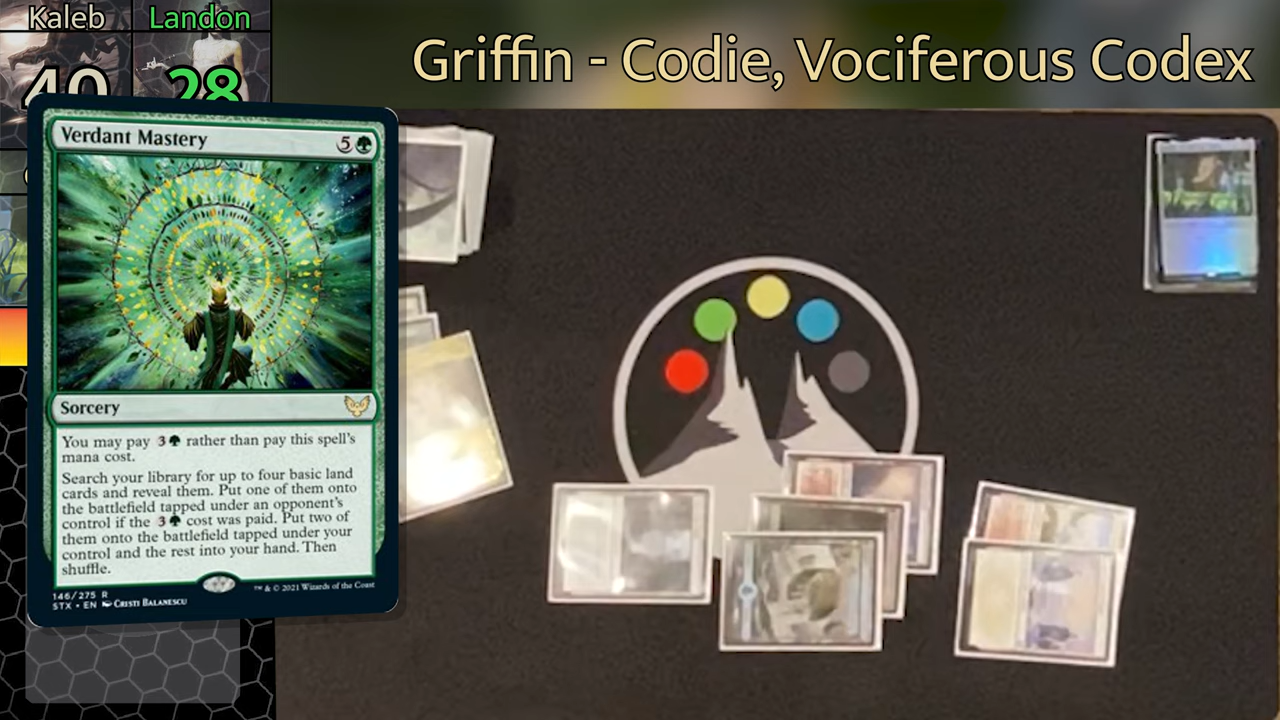 Kaleb
Landon
Griffin - Codie, Vociferous Codex
40
28
Verdant Mastery
5
Sorcery
You may pay 3 rather than pay this spell's
mana cost.
Search your library for up to four basic land
cards and reveal them. Put one of them onto
the battlefield tapped under an opponent's
control if the 3 cost was paid. Put two of
them onto the battlefield tapped under your
control and the rest into your hand. Then
shuffle.
146/275 R
STX • EN CRISTI BALANESCU
™ & © 2021 Wizards of the Coast